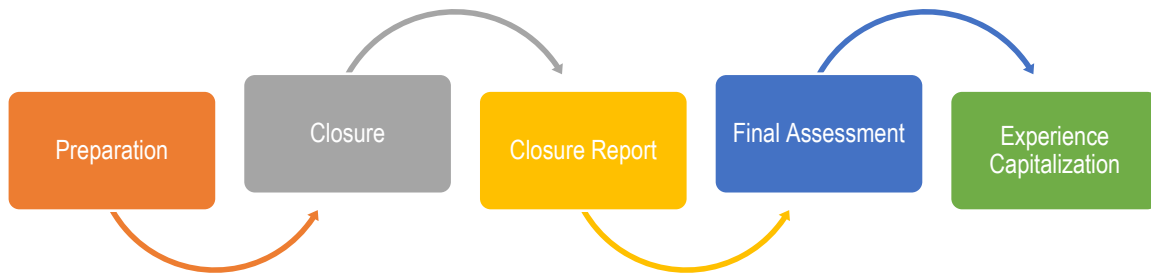 Preparation
Closure
Closure Report
Final Assessment
Experience
Capitalization